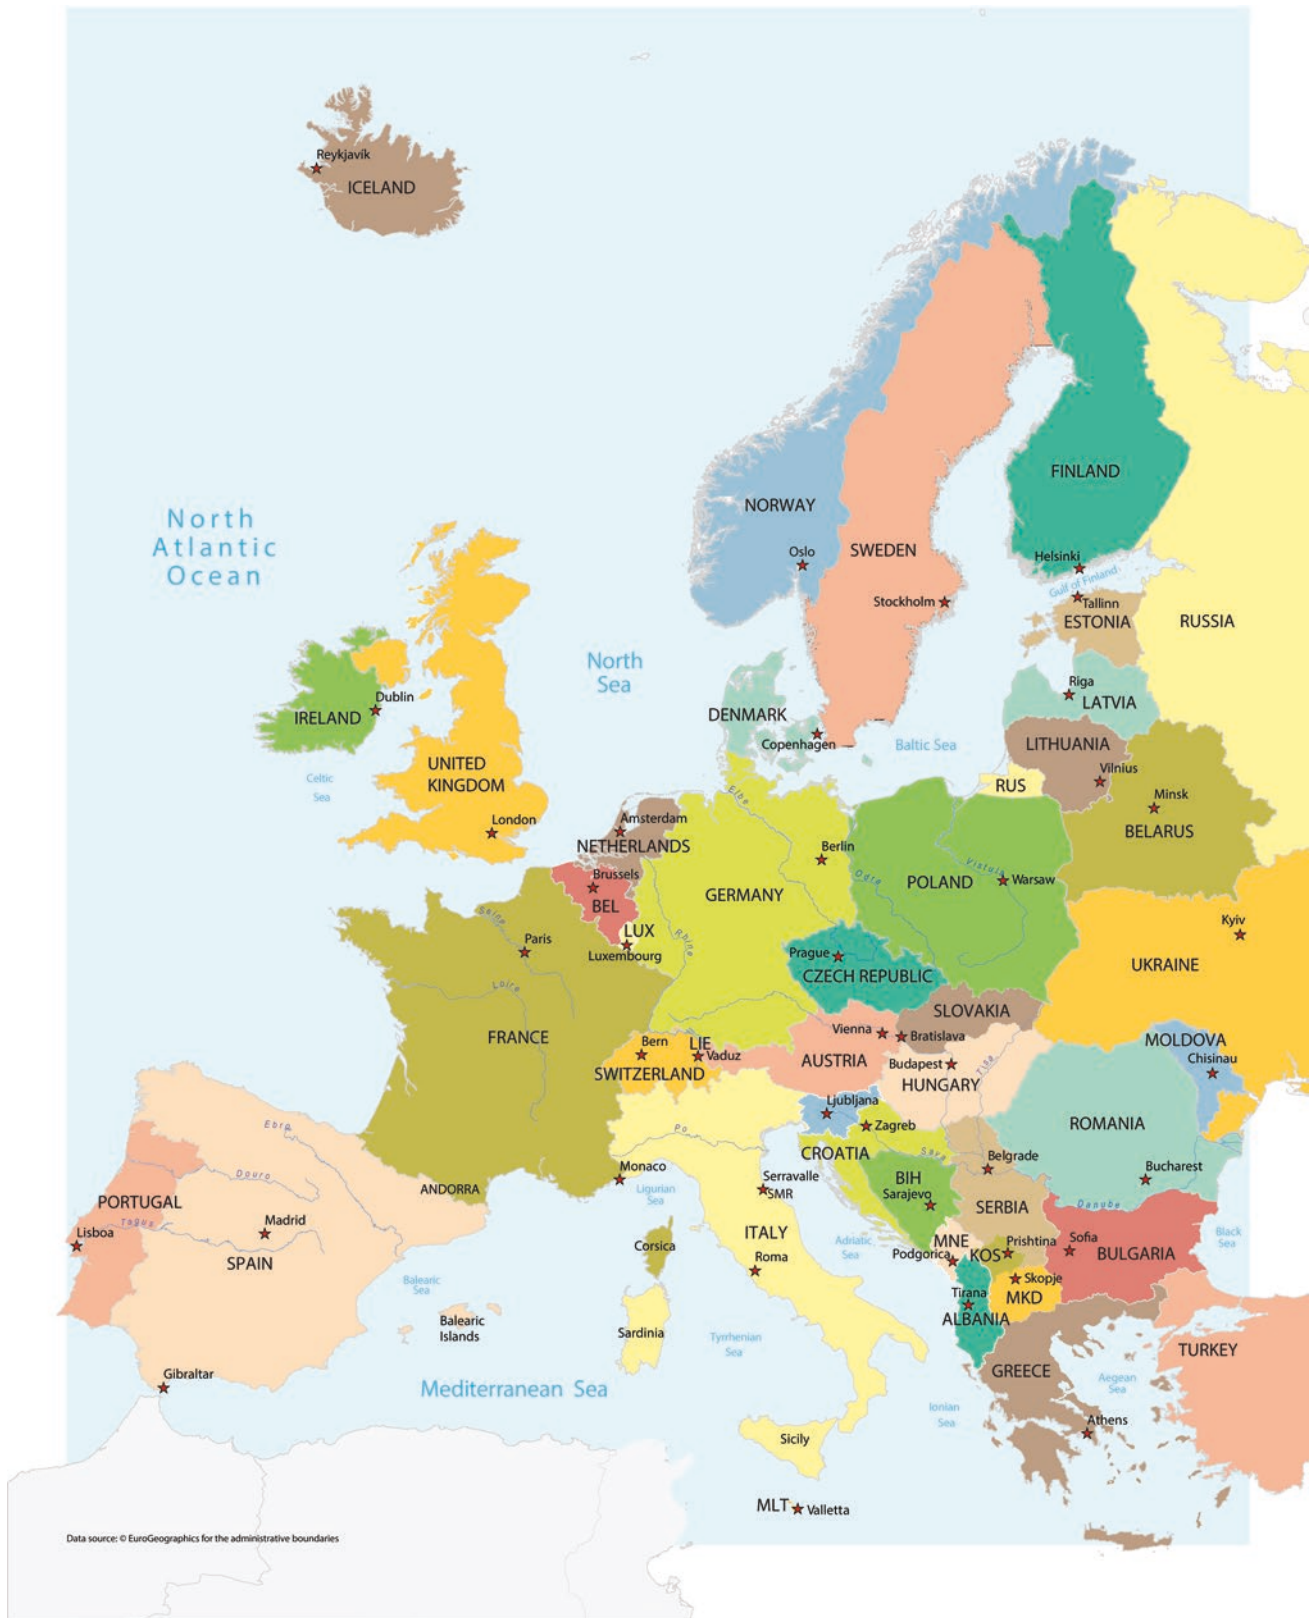 Reykjavík
ICELAND
North
Atlantic
Ocean
NORWAY
Oslo
SWEDEN
Stockholm
FINLAND
Helsinki
Gulf of Finland
Tallinn
ESTONIA
RUSSIA
Riga
LATVIA
North
Sea
DENMARK
Copenhagen
Baltic Sea
LITHUANIA
Vilnius
RUS
Minsk
BELARUS
Dublin
IRELAND
Celtic
Sea
UNITED
KINGDOM
London
Amsterdam
NETHERLANDS
Brussels
BEL
LUX
Luxembourg
Elbe
Berlin
GERMANY
Rhine
Odra
POLAND
Vistula
Warsaw
Kyiv
UKRAINE
Seine
Paris
Loire
FRANCE
Prague
CZECH REPUBLIC
SLOVAKIA
Vienna
Bratislava
Bern
LIE
Vaduz
SWITZERLAND
AUSTRIA
Budapest
HUNGARY
Tisa
MOLDOVA
Chisinau
Ljubljana
Zagreb
CROATIA
Sava
Po
ROMANIA
Bucharest
Danube
Belgrade
SERBIA
BIH
Sarajevo
Ebro
Douro
PORTUGAL
Tagus
Lisboa
Madrid
SPAIN
ANDORRA
Monaco
Ligurian
Sea
Serravalle
SMR
ITALY
Roma
Corsica
Adriatic
Sea
MNE
Podgorica
KOS
Prishtina
Sofia
BULGARIA
Black
Sea
Skopje
MKD
Tirana
ALBANIA
Balearic
Sea
Balearic
Islands
Sardinia
Tyrrhenian
Sea
Gibraltar
Mediterranean Sea
Ionian
Sea
GREECE
Aegean
Sea
TURKEY
Athens
Sicily
MLT
Valletta
Data source: © EuroGeographics for the administrative boundaries